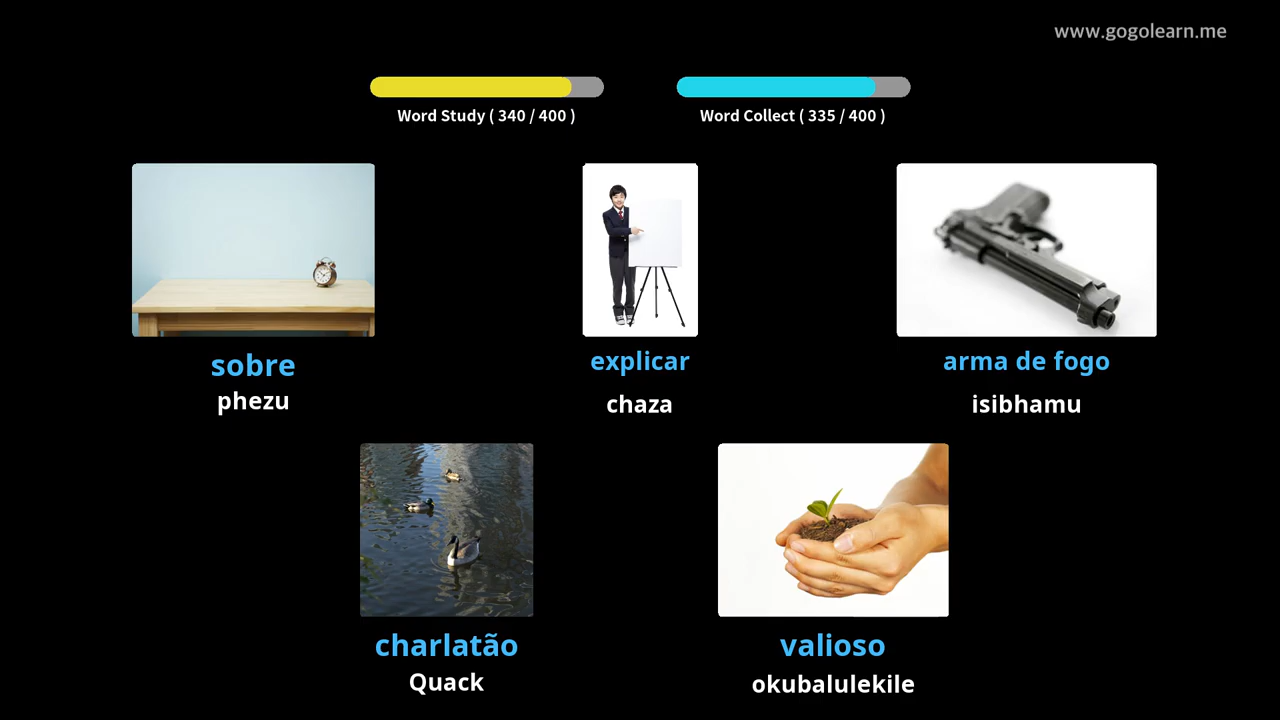 www.gogolearn.me
Word Study ( 340 / 400 )
Word Collect ( 335 / 400 )
sobre
phezu
explicar
chaza
arma de fogo
isibhamu
charlatão
Quack
valioso
okubalulekile